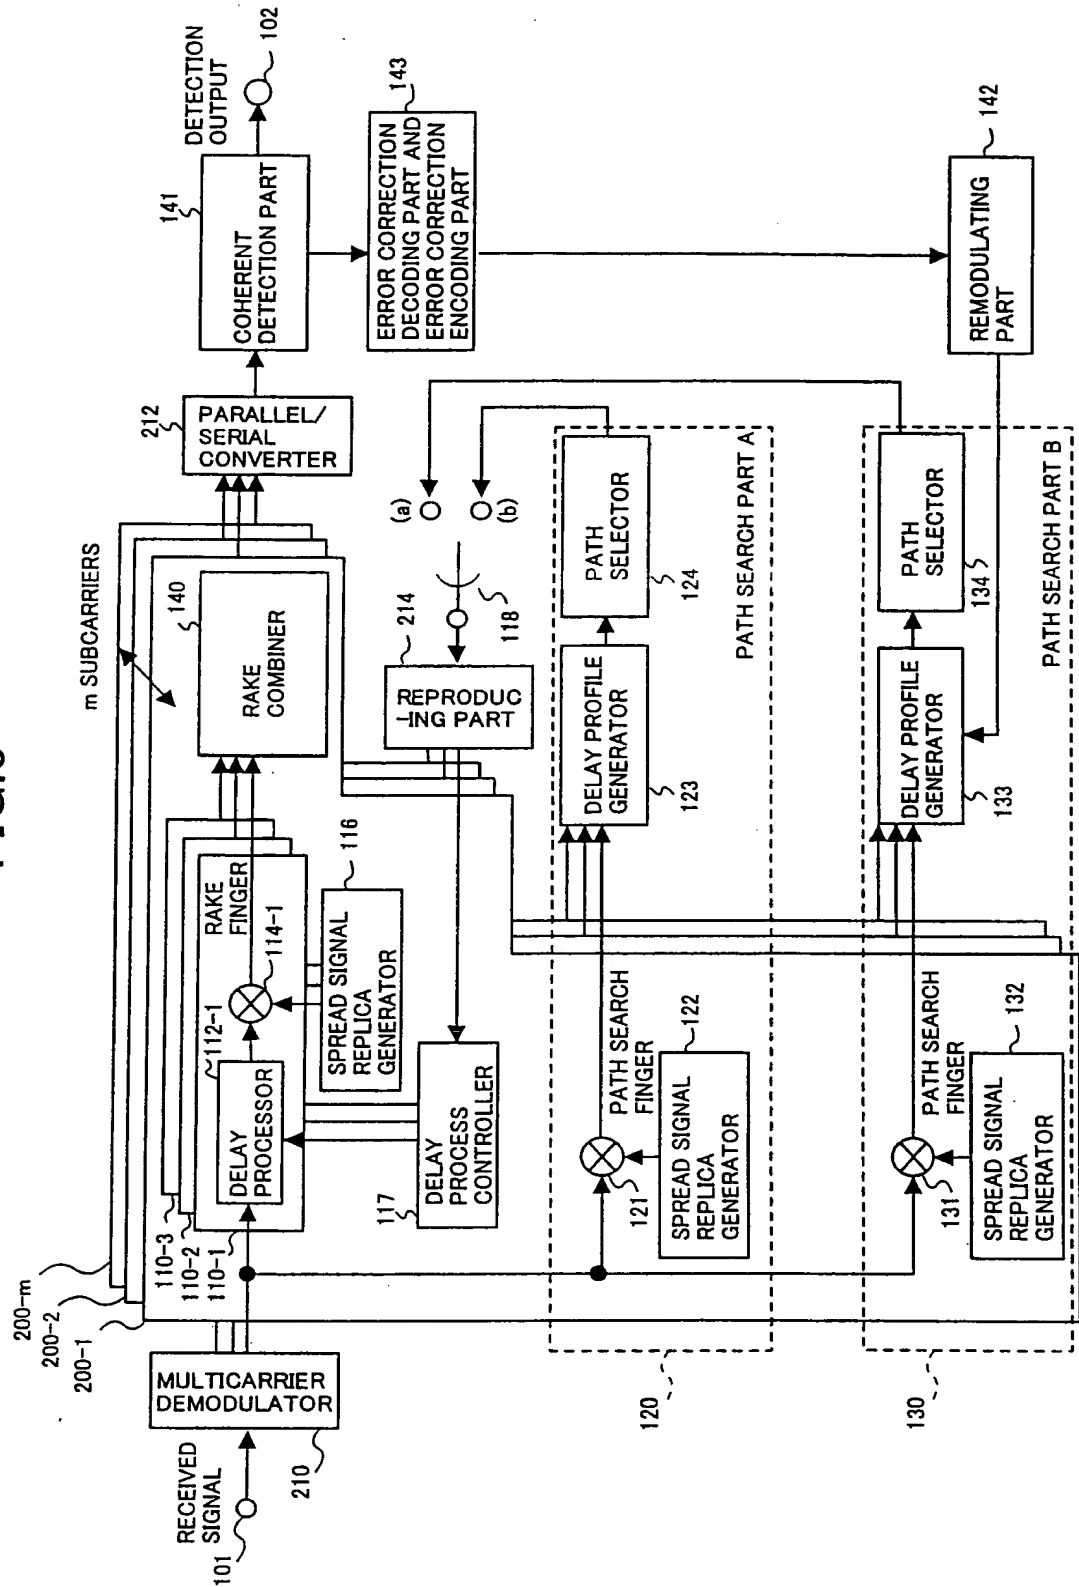 200-m
200-2
200-1
m SUBCARRIERS
RECEIVED
SIGNAL
101
MULTICARRIER
DEMODULATOR
210
110-3
110-2
110-1
RAKE
FINGER
DELAY
PROCESSOR
112-1
114-1
SPREAD SIGNAL
REPLICA
GENERATOR
116
DELAY
PROCESS
CONTROLLER
117
RAKE
COMBINER
140
PARALLEL/
SERIAL
CONVERTER
212
COHERENT
DETECTION PART
141
DETECTION
OUTPUT
102
ERROR CORRECTION
DECODING PART AND
ERROR CORRECTION
ENCODING PART
143
REPRODUC
-ING PART
214
118
(a)
(b)
PATH SEARCH
FINGER
121
SPREAD SIGNAL
REPLICA
GENERATOR
122
DELAY PROFILE
GENERATOR
123
PATH
SELECTOR
124
PATH SEARCH PART A
120
PATH SEARCH
FINGER
131
SPREAD SIGNAL
REPLICA
GENERATOR
132
DELAY PROFILE
GENERATOR
133
PATH
SELECTOR
134
PATH SEARCH PART B
130
REMODULATING
PART
142